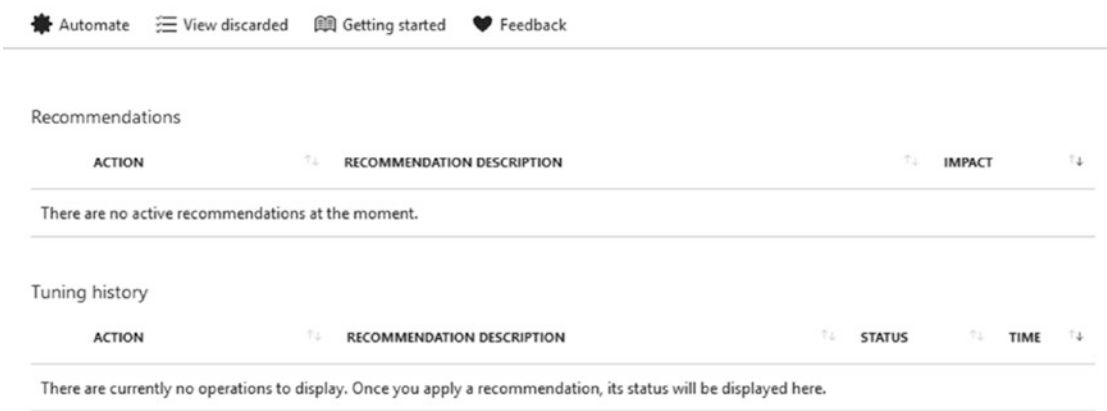 Automate View discarded Getting started Feedback
Recommendations
ACTION RECOMMENDATION DESCRIPTION IMPACT
There are no active recommendations at the moment.
Tuning history
ACTION RECOMMENDATION DESCRIPTION STATUS TIME
There are currently no operations to display. Once you apply a recommendation, its status will be displayed here.